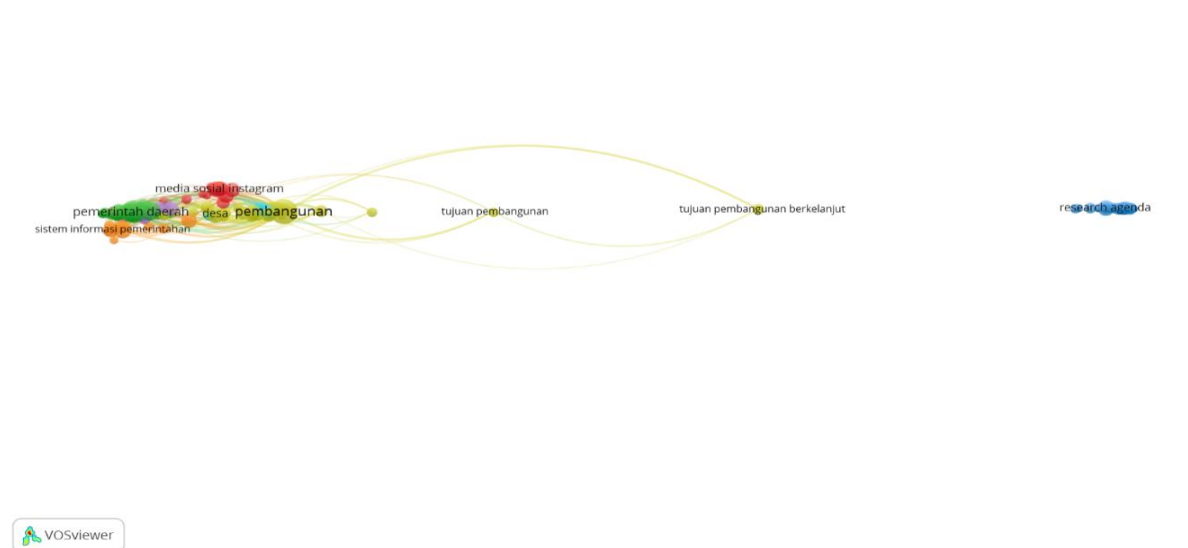 media sosial instagram
pemerintah daerah
desa
pembangunan
tujuan pembangunan
tujuan pembangunan berkelanjut
research agenda
sistem informasi pemerintahan
VOSviewer